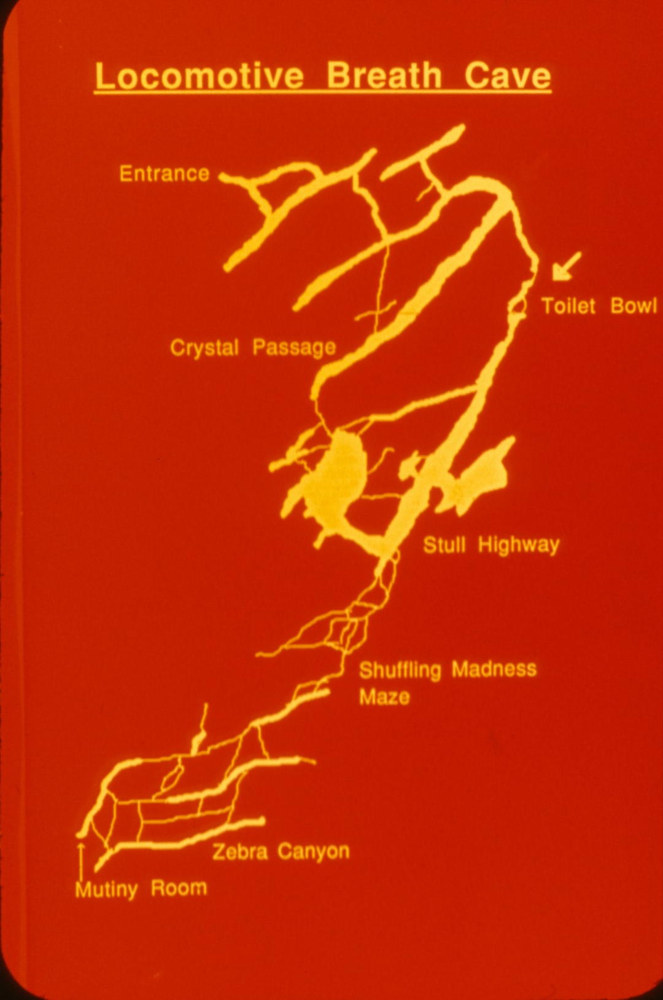 Locomotive Breath Cave
Entrance
Toilet Bowl
Crystal Passage
Stull Highway
Shuffling Madness
Maze
Zebra Canyon
Mutiny Room